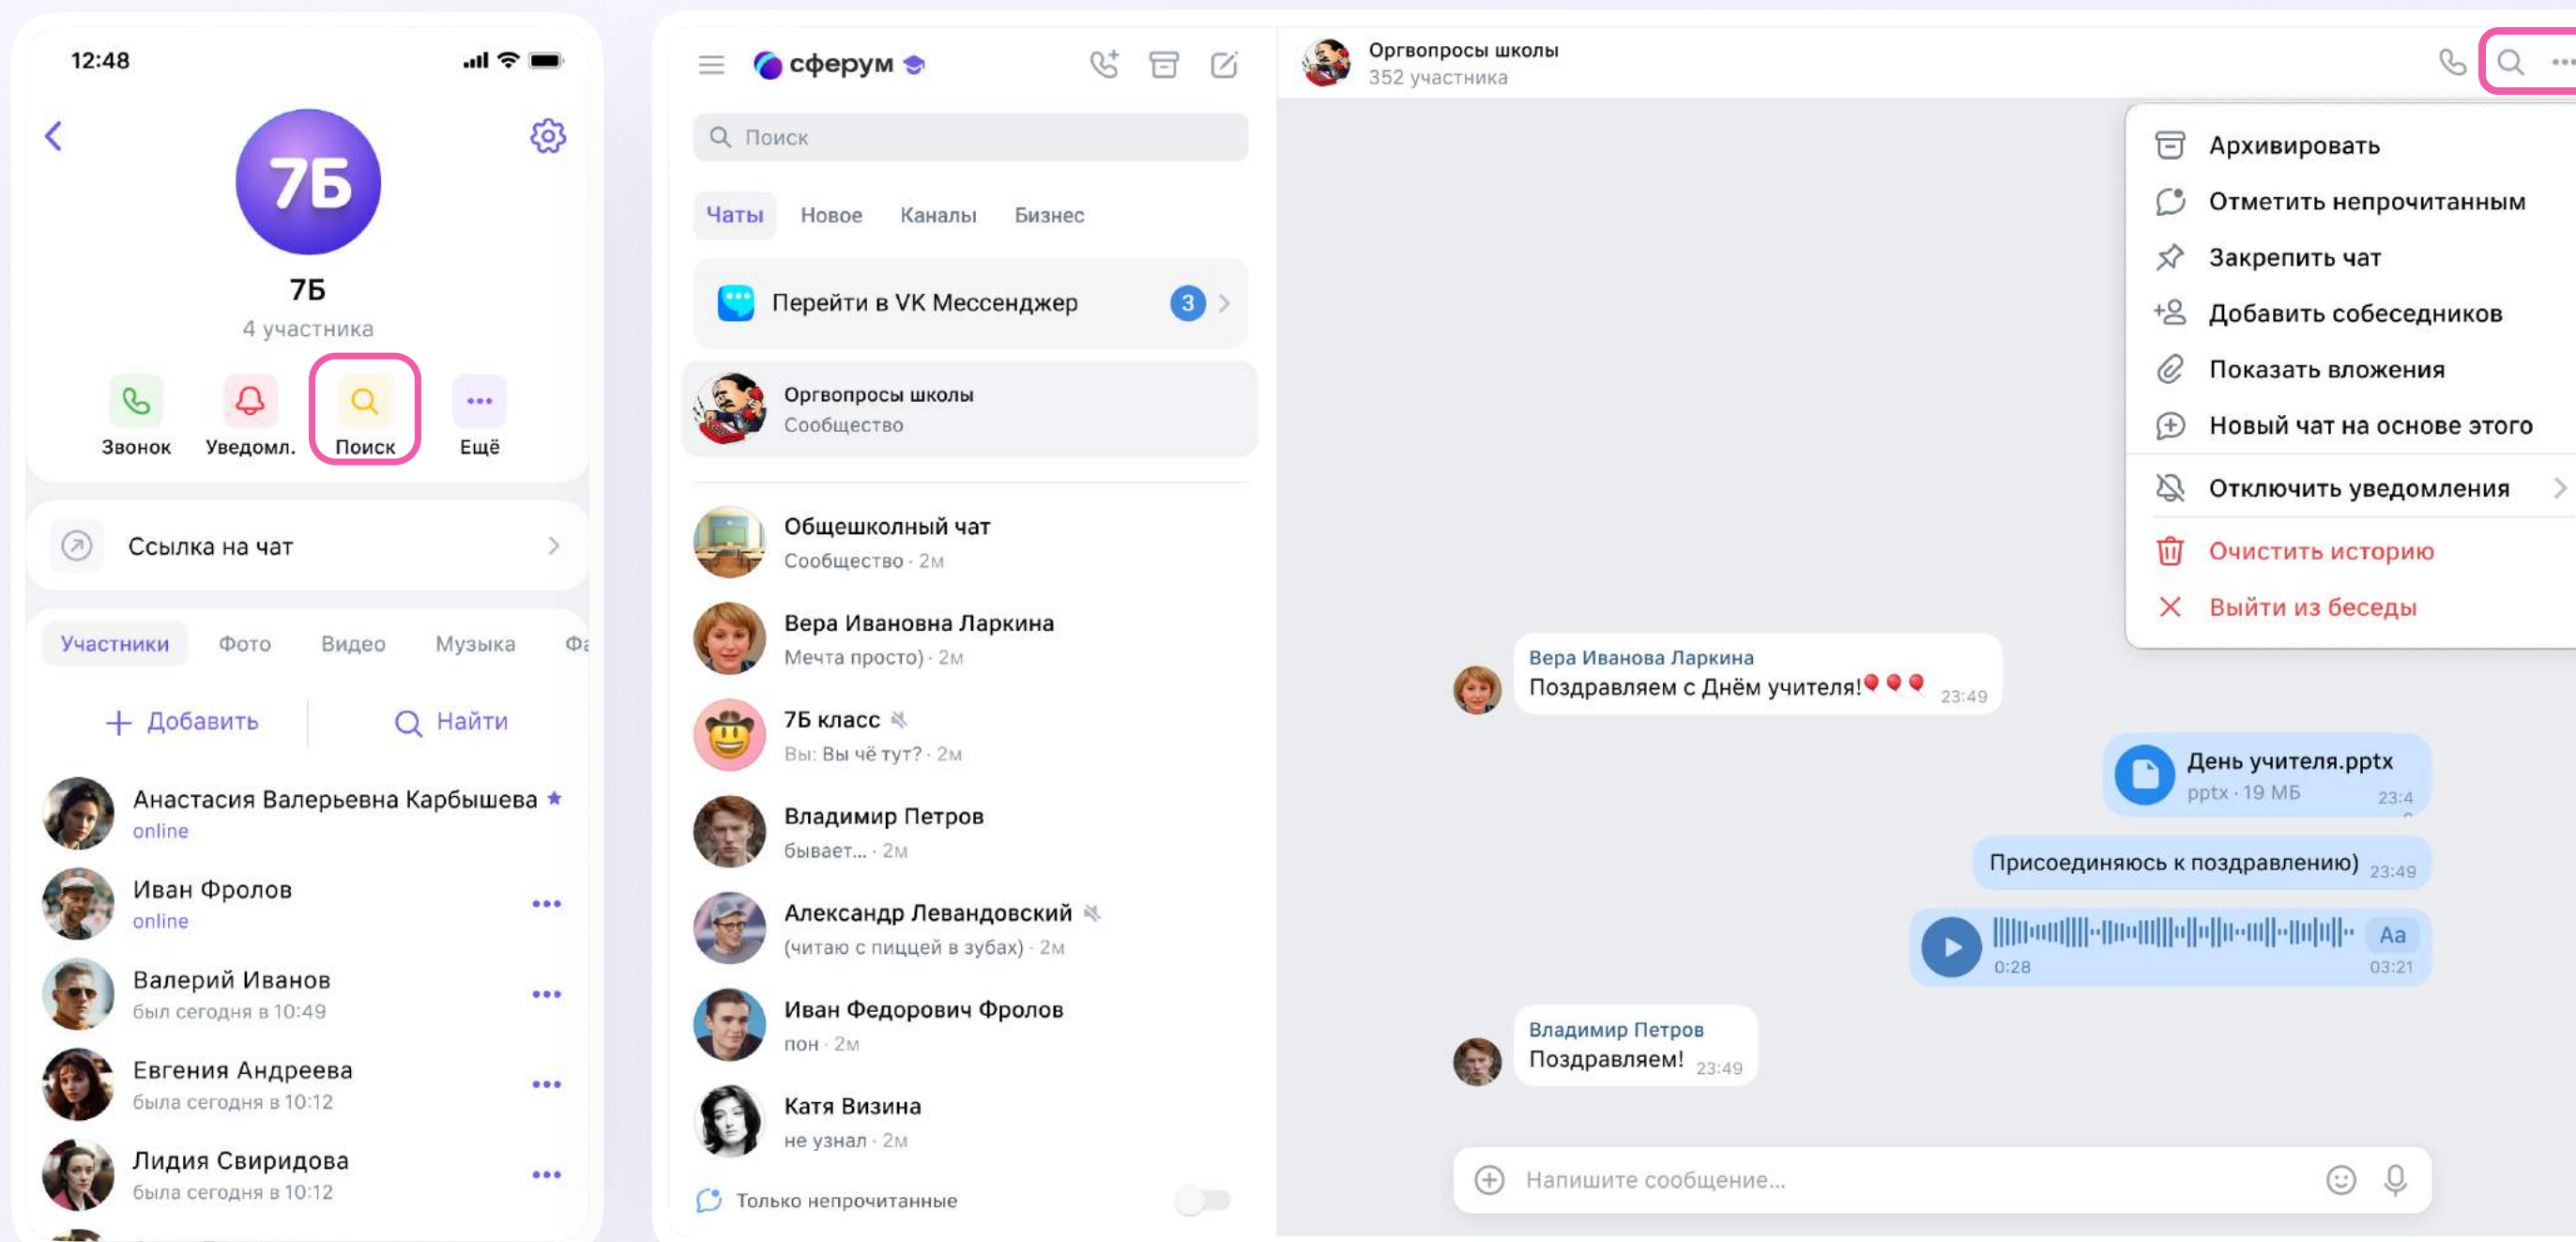 12:48
7Б
7Б
4 участника
Звонок
Уведомл.
Поиск
Ещё
Ссылка на чат
Участники
Фото
Видео
Музыка
Добавить
Найти
Анастасия Валерьевна Карбышева
online
Иван Фролов
online
Валерий Иванов
был сегодня в 10:49
Евгения Андреева
была сегодня в 10:12
Лидия Свиридова
была сегодня в 10:12
сферум
Поиск
Чаты
Новое
Каналы
Бизнес
Перейти в VK Мессенджер
3
Оргвопросы школы
Сообщество
Общешколный чат
Сообщество · 2м
Вера Ивановна Ларкина
Мечта просто) · 2м
7Б класс
Вы: Вы чё тут? · 2м
Владимир Петров
бывает... · 2м
Александр Левандовский
(читаю с пиццей в зубах) · 2м
Иван Федорович Фролов
пон · 2м
Катя Визина
не узнал · 2м
Только непрочитанные
Оргвопросы школы
352 участника
Архивировать
Отметить непрочитанным
Закрепить чат
Добавить собеседников
Показать вложения
Новый чат на основе этого
Отключить уведомления
Очистить историю
Выйти из беседы
Вера Иванова Ларкина
Поздравляем с Днём учителя!🎈🎈🎈 23:49
День учителя.pptx
pptx · 19 МБ 23:4
Присоединяюсь к поздравлению) 23:49
Aa
0:28 03:21
Владимир Петров
Поздравляем! 23:49
Напишите сообщение...